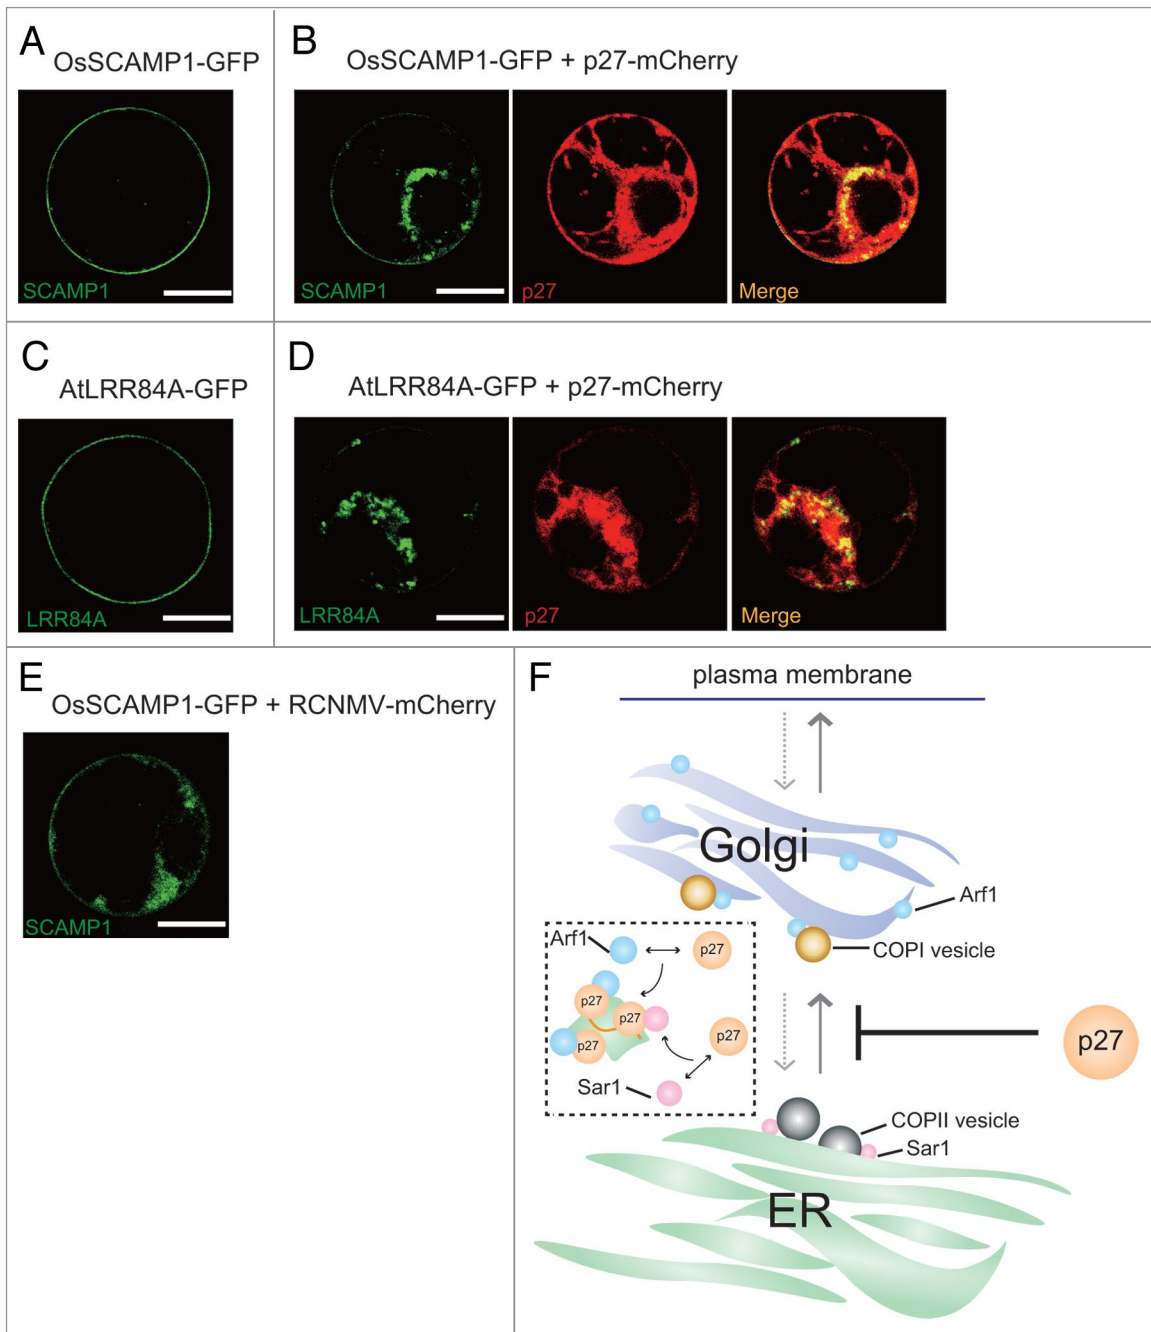 A
OsSCAMP1-GFP
SCAMP1
B
OsSCAMP1-GFP + p27-mCherry
SCAMP1
p27
Merge
C
AtLRR84A-GFP
LRR84A
D
AtLRR84A-GFP + p27-mCherry
LRR84A
p27
Merge
E
OsSCAMP1-GFP + RCNMV-mCherry
SCAMP1
F
plasma membrane
Golgi
Arf1
COPI vesicle
Arf1
p27
p27
p27
p27
p27
Sar1
p27
COPII vesicle
Sar1
ER